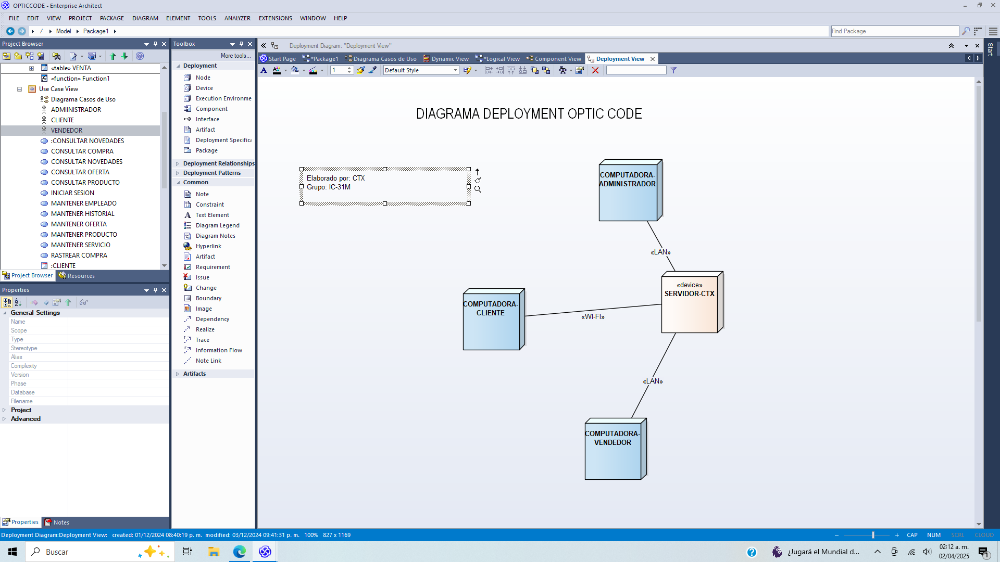 OPTICCODE - Enterprise Architect
FILE EDIT VIEW PROJECT PACKAGE DIAGRAM ELEMENT TOOLS ANALYZER EXTENSIONS WINDOW HELP
/ Model Package1
Find Package
Project Browser
«table» VENTA
«function» Function1
Use Case View
Diagrama Casos de Uso
ADMIINISTRADOR
CLIENTE
VENDEDOR
:CONSULTAR NOVEDADES
CONSULTAR COMPRA
CONSULTAR NOVEDADES
CONSULTAR OFERTA
CONSULTAR PRODUCTO
INICIAR SESION
MANTENER EMPLEADO
MANTENER HISTORIAL
MANTENER OFERTA
MANTENER PRODUCTO
MANTENER SERVICIO
RASTREAR COMPRA
:CLIENTE
Project Browser Resources
Properties
General Settings
Name
Scope
Type
Stereotype
Alias
Complexity
Version
Phase
Database
Filename
Project
Advanced
Properties Notes
Toolbox
More tools...
Deployment
Node
Device
Execution Environme
Component
Interface
Artifact
Deployment Specifica
Package
Deployment Relationships
Deployment Patterns
Common
Note
Constraint
Text Element
Diagram Legend
Diagram Notes
Hyperlink
Artifact
Requirement
Issue
Change
Boundary
Image
Dependency
Realize
Trace
Information Flow
Note Link
Artifacts
Deployment Diagram: "Deployment View"
Start Page *Package1 Diagrama Casos de Uso Dynamic View *Logical View Component View Deployment View
1 Default Style
DIAGRAMA DEPLOYMENT OPTIC CODE
Elaborado por: CTX
Grupo: IC-31M
COMPUTADORA-
ADMINISTRADOR
«LAN»
«device»
SERVIDOR-CTX
COMPUTADORA-
CLIENTE
«WI-FI»
«LAN»
COMPUTADORA-
VENDEDOR
Start
Deployment Diagram:Deployment View: created: 01/12/2024 08:40:19 p. m. modified: 03/12/2024 09:41:31 p. m. 100% 827 x 1169
CAP NUM SCRL CLOUD
Buscar
¿Jugará el Mundial d...
02:12 a. m.
02/04/2025
1